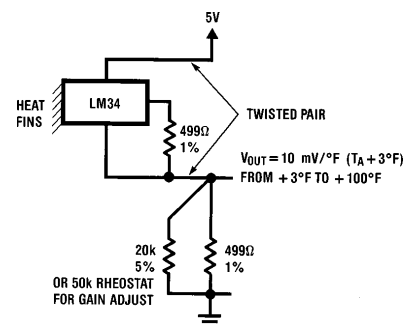 5V
HEAT
FINS
LM34
TWISTED PAIR
499Ω
1%
VOUT = 10 mV/°F (TA + 3°F)
FROM + 3°F TO + 100°F
20k
5%
499Ω
1%
OR 50k RHEOSTAT
FOR GAIN ADJUST